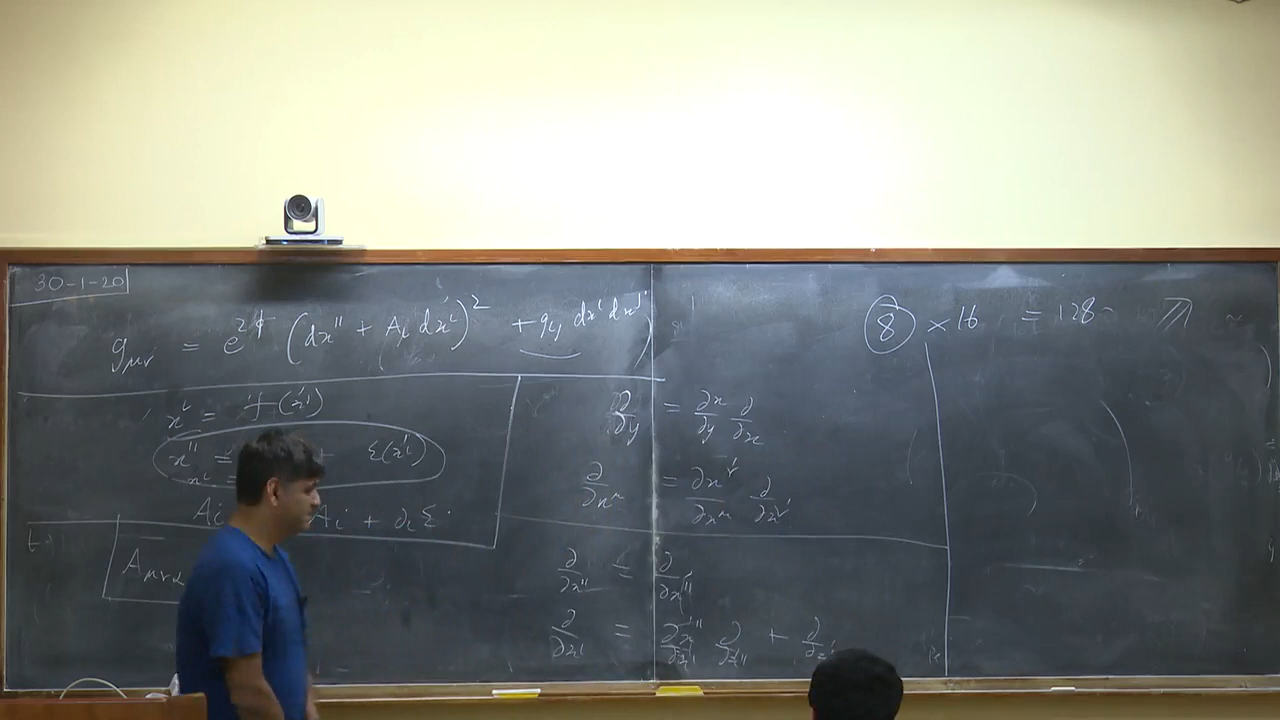 30-1-20
g_{μν} = e^{2φ} (dx^{11} + A_i dx^i)^2 + g_{ij} dx^i dx^j)
8 × 16 = 128
x^i = f(x'^i)
x^{11} = + Σ(x'^i)
A_i A_i + ∂_i Σ
A_{μνα}
∂/∂y = ∂x/∂y ∂/∂x
∂/∂x^μ = ∂x'^ν/∂x^μ ∂/∂x'^ν
∂/∂x^{11} = ∂/∂x'^{11}
∂/∂x^i = ∂x'^{11}/∂x^i ∂/∂x'^{11} + ∂/∂x'^i